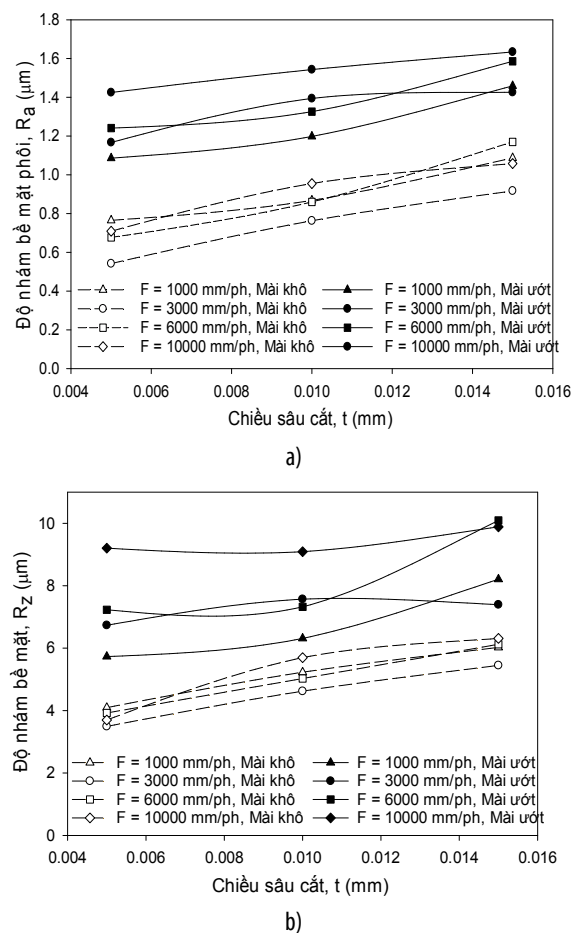 1.8
1.6
1.4
1.2
1.0
0.8
0.6
0.4
0.2
0.0
Độ nhám bề mặt phôi, Ra (μm)
F = 1000 mm/ph, Mài khô
F = 3000 mm/ph, Mài khô
F = 6000 mm/ph, Mài khô
F = 10000 mm/ph, Mài khô
F = 1000 mm/ph, Mài ướt
F = 3000 mm/ph, Mài ướt
F = 6000 mm/ph, Mài ướt
F = 10000 mm/ph, Mài ướt
0.004 0.006 0.008 0.010 0.012 0.014 0.016
Chiều sâu cắt, t (mm)
a)
10
8
6
4
2
0
Độ nhám bề mặt, RZ (μm)
F = 1000 mm/ph, Mài khô
F = 3000 mm/ph, Mài khô
F = 6000 mm/ph, Mài khô
F = 10000 mm/ph, Mài khô
F = 1000 mm/ph, Mài ướt
F = 3000 mm/ph, Mài ướt
F = 6000 mm/ph, Mài ướt
F = 10000 mm/ph, Mài ướt
0.004 0.006 0.008 0.010 0.012 0.014 0.016
Chiều sâu cắt, t (mm)
b)